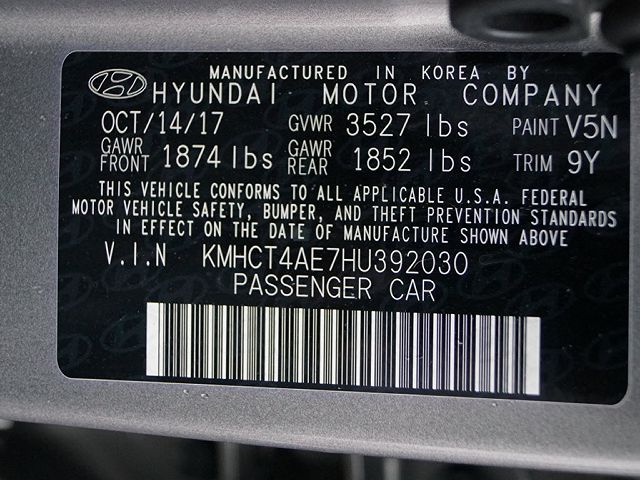 MANUFACTURED IN KOREA BY
HYUNDAI MOTOR COMPANY
OCT/14/17 GVWR 3527 lbs PAINT V5N
GAWR FRONT 1874 lbs GAWR REAR 1852 lbs TRIM 9Y
THIS VEHICLE CONFORMS TO ALL APPLICABLE U.S.A. FEDERAL
MOTOR VEHICLE SAFETY, BUMPER, AND THEFT PREVENTION STANDARDS
IN EFFECT ON THE DATE OF MANUFACTURE SHOWN ABOVE
V.I.N KMHCT4AE7HU392030
PASSENGER CAR